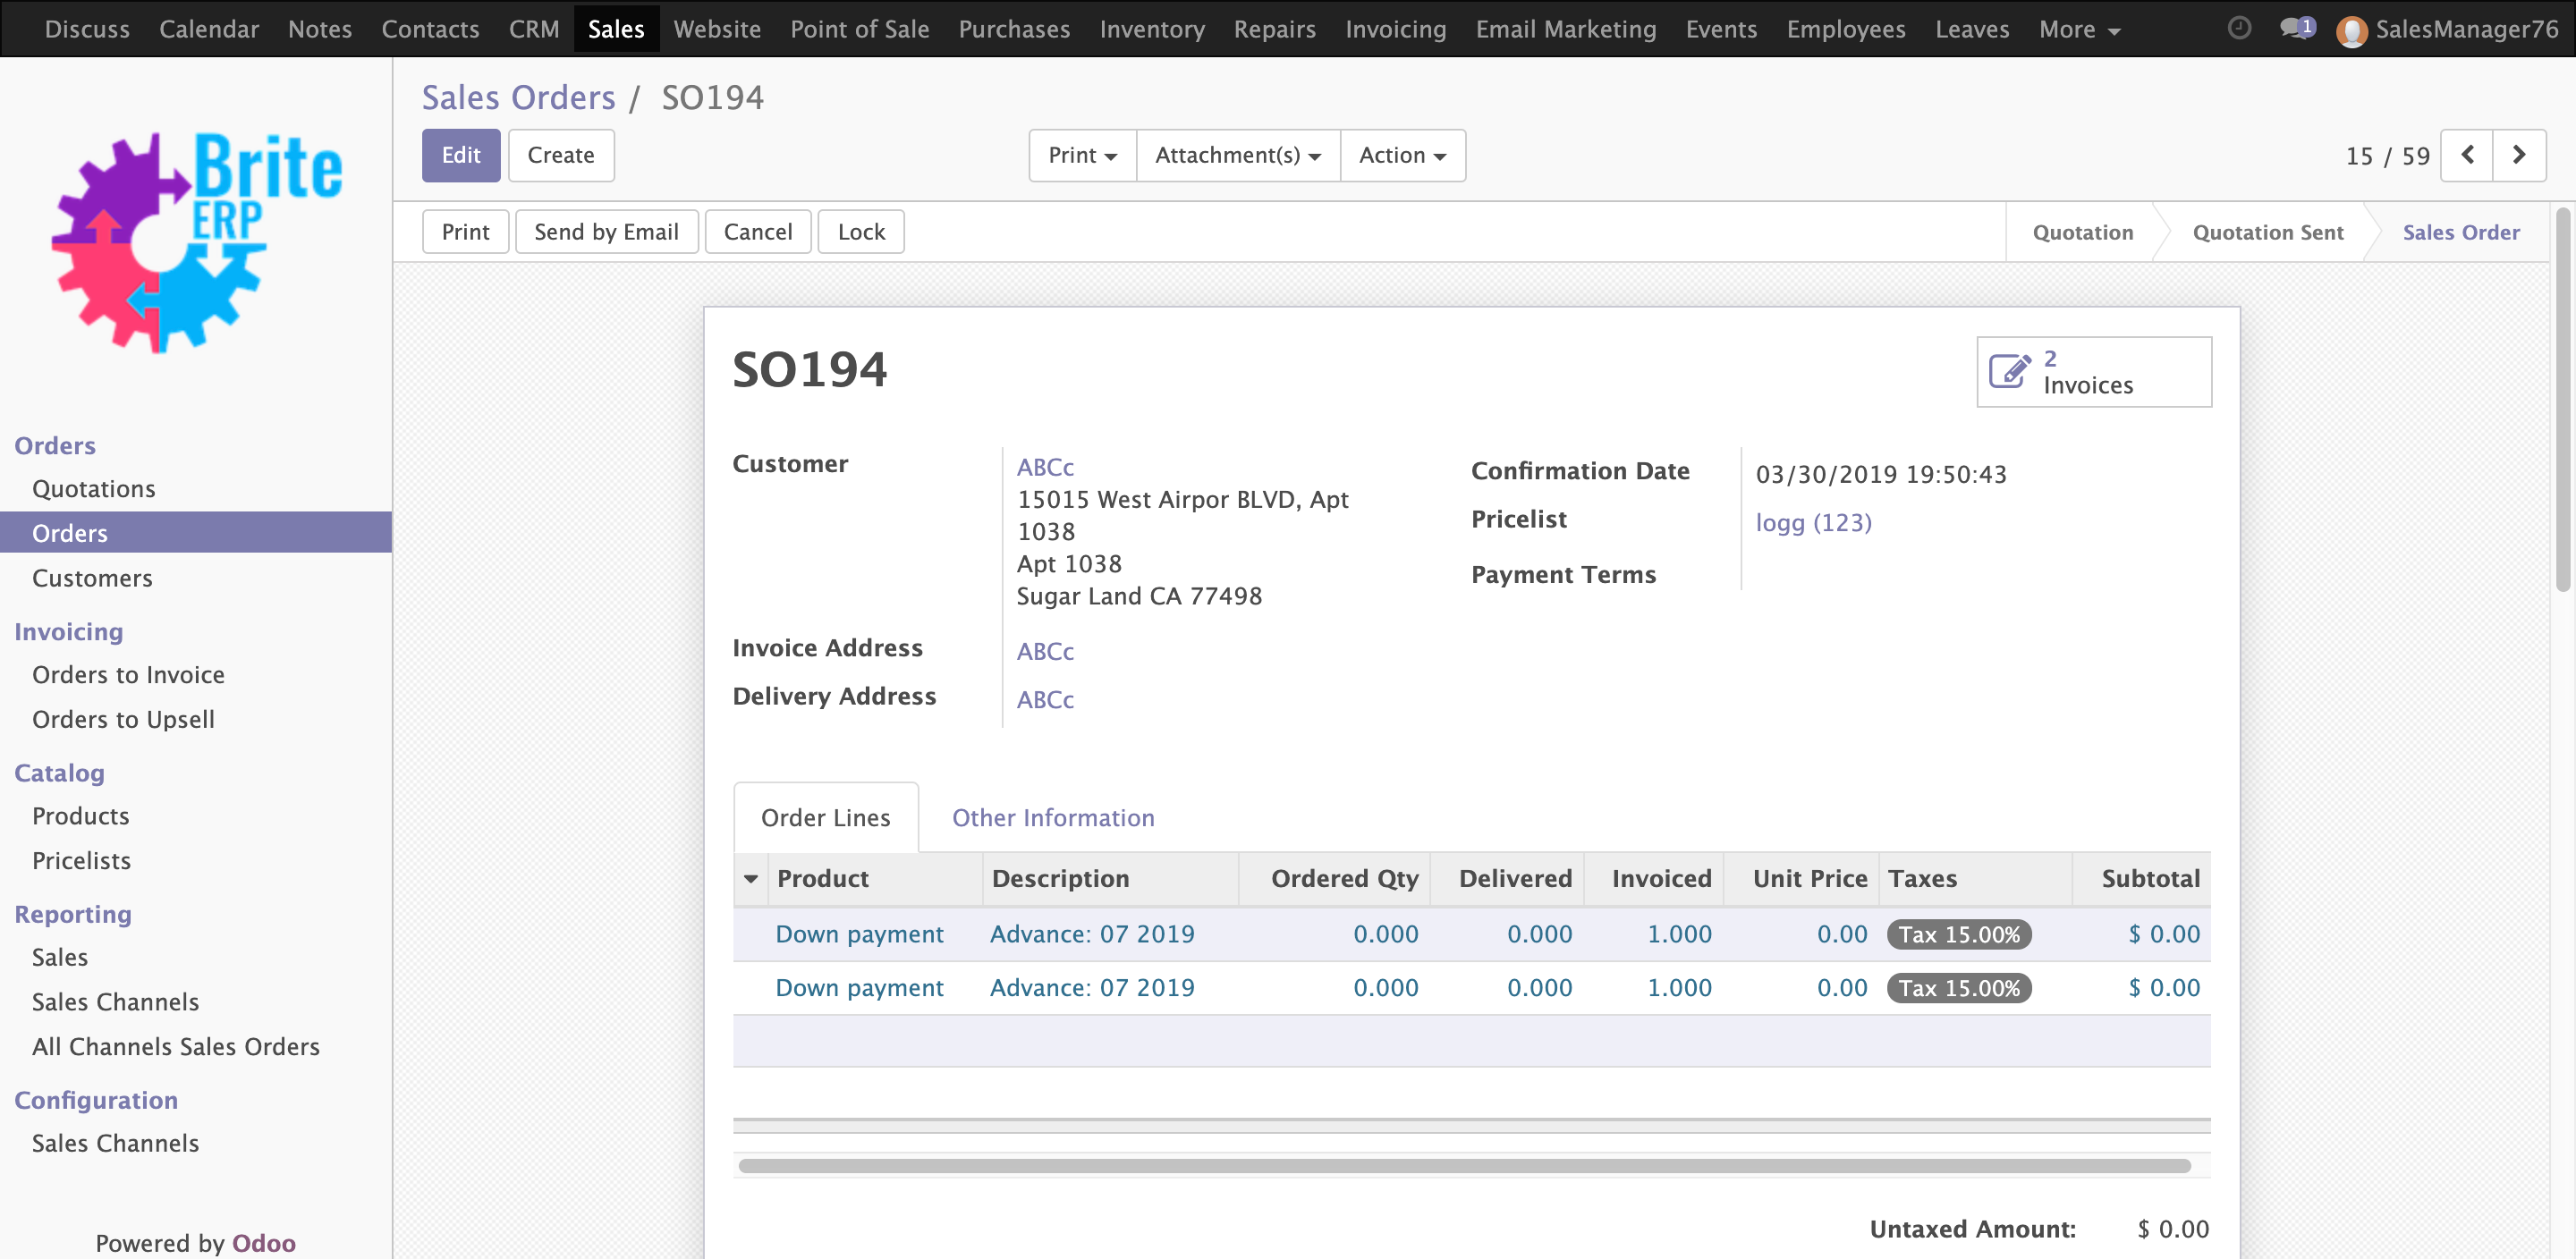 Discuss Calendar Notes Contacts CRM Sales Website Point of Sale Purchases Inventory Repairs Invoicing Email Marketing Events Employees Leaves More 1 SalesManager76
Brite
ERP
Orders
Quotations
Orders
Customers
Invoicing
Orders to Invoice
Orders to Upsell
Catalog
Products
Pricelists
Reporting
Sales
Sales Channels
All Channels Sales Orders
Configuration
Sales Channels
Powered by Odoo
Sales Orders / SO194
Edit Create Print Attachment(s) Action 15 / 59
Print Send by Email Cancel Lock Quotation Quotation Sent Sales Order
SO194
2
Invoices
Customer
ABCc
15015 West Airpor BLVD, Apt
1038
Apt 1038
Sugar Land CA 77498
Invoice Address ABCc
Delivery Address ABCc
Confirmation Date 03/30/2019 19:50:43
Pricelist logg (123)
Payment Terms
Order Lines Other Information
Product Description Ordered Qty Delivered Invoiced Unit Price Taxes Subtotal
Down payment Advance: 07 2019 0.000 0.000 1.000 0.00 Tax 15.00% $ 0.00
Down payment Advance: 07 2019 0.000 0.000 1.000 0.00 Tax 15.00% $ 0.00
Untaxed Amount: $ 0.00